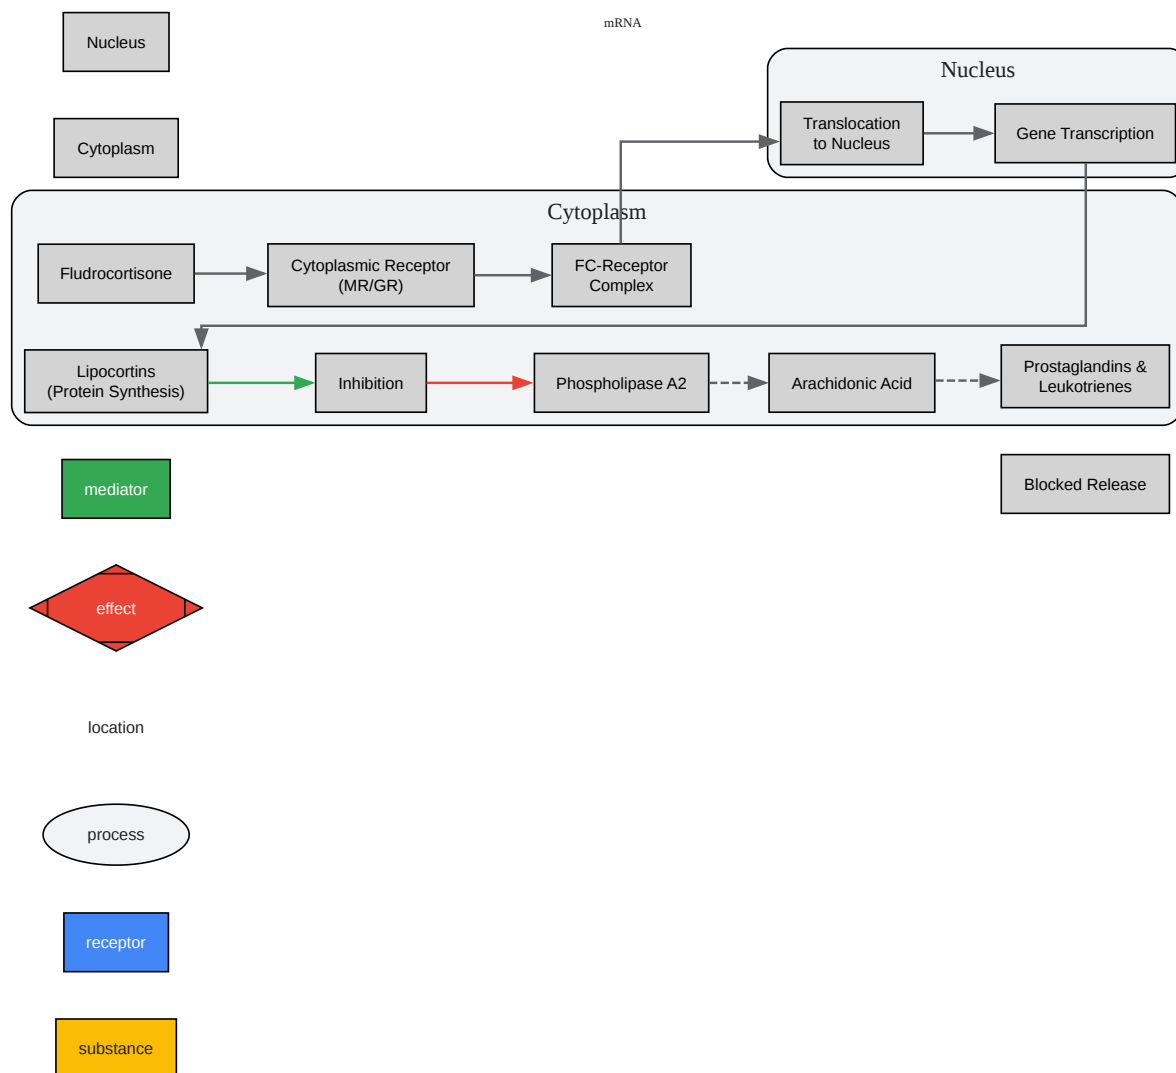 mRNA
Nucleus
Nucleus
Translocation
to Nucleus
Gene Transcription
Cytoplasm
Cytoplasm
Fludrocortisone
Cytoplasmic Receptor
(MR/GR)
FC-Receptor
Complex
Lipocortins
(Protein Synthesis)
Inhibition
Phospholipase A2
Arachidonic Acid
Prostaglandins &
Leukotrienes
mediator
Blocked Release
effect
location
process
receptor
substance